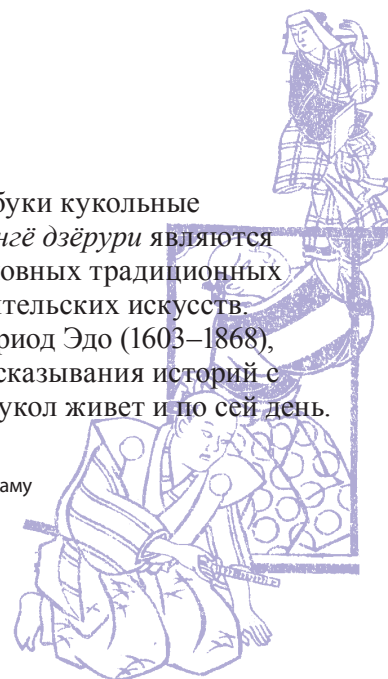 буки кукольные
нгё дзёрури являются
овных традиционных
ительских искусств.
риод Эдо (1603–1868),
сказывания историй с
укол живет и по сей день.
аму